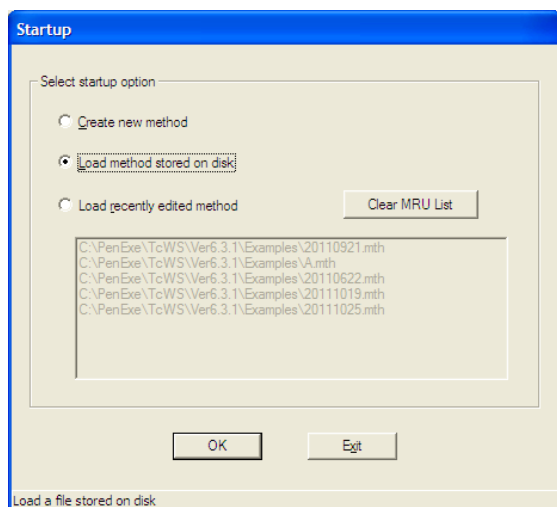 Startup
Select startup option
Create new method
Load method stored on disk
Load recently edited method
Clear MRU List
C:\PenExe\TcWS\Ver6.3.1\Examples\20110921.mth
C:\PenExe\TcWS\Ver6.3.1\Examples\A.mth
C:\PenExe\TcWS\Ver6.3.1\Examples\20110622.mth
C:\PenExe\TcWS\Ver6.3.1\Examples\20111019.mth
C:\PenExe\TcWS\Ver6.3.1\Examples\20111025.mth
OK
Exit
Load a file stored on disk